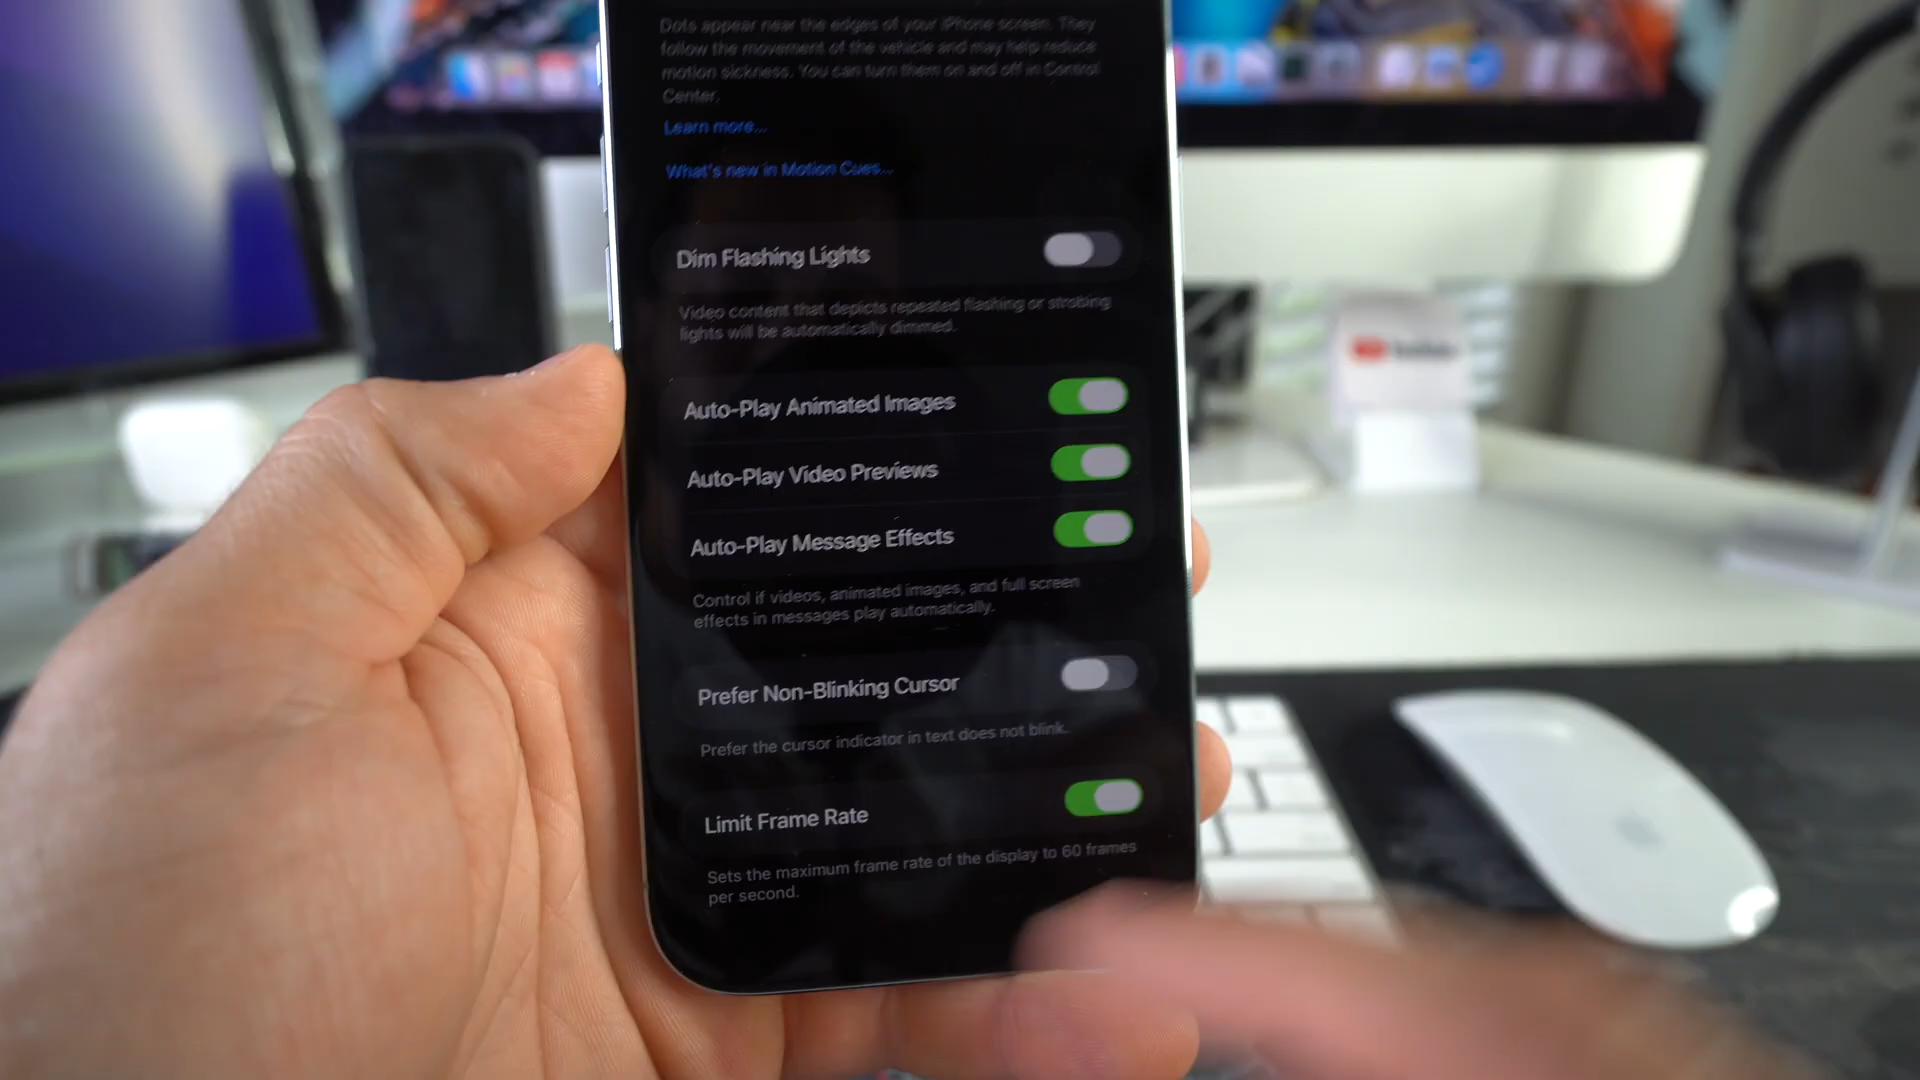 Dots appear near the edges of your iPhone screen. They
follow the movement of the vehicle and may help reduce
motion sickness. You can turn them on and off in Control
Center.
Learn more...
What's new in Motion Cues...
Dim Flashing Lights
Video content that depicts repeated flashing or strobing
lights will be automatically dimmed.
Auto-Play Animated Images
Auto-Play Video Previews
Auto-Play Message Effects
Control if videos, animated images, and full screen
effects in messages play automatically.
Prefer Non-Blinking Cursor
Prefer the cursor indicator in text does not blink.
Limit Frame Rate
Sets the maximum frame rate of the display to 60 frames
per second.